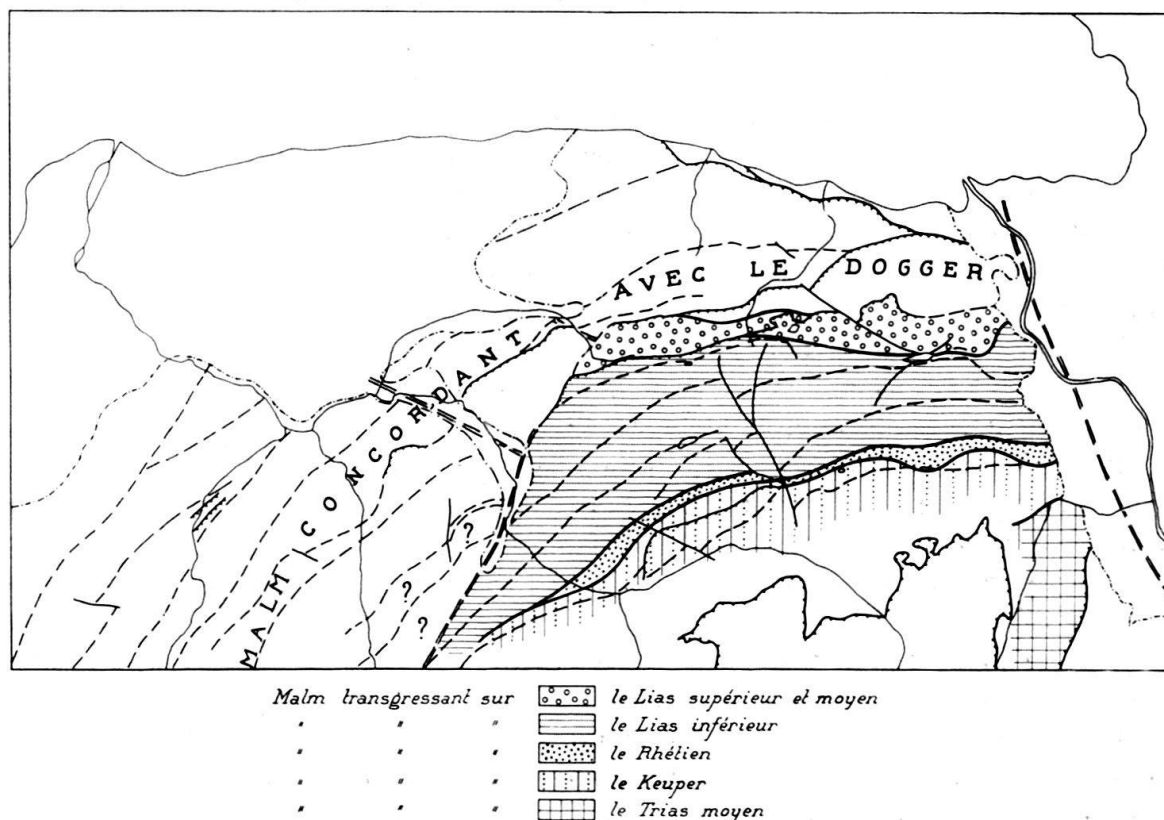 AVEC LE DOGGER
MALM CONCORDANT
?
?
?
Malm transgressant sur le Lias supérieur et moyen
" " " le Lias inférieur
" " " le Rhétien
" " " le Keuper
" " " le Trias moyen